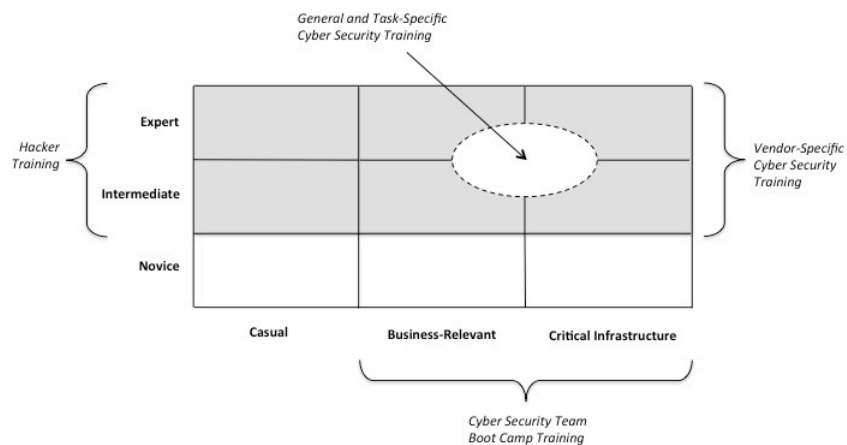 General and Task-Specific
Cyber Security Training
Expert
Hacker
Training
Vendor-Specific
Cyber Security
Training
Intermediate
Novice
Casual
Business-Relevant
Critical Infrastructure
Cyber Security Team
Boot Camp Training